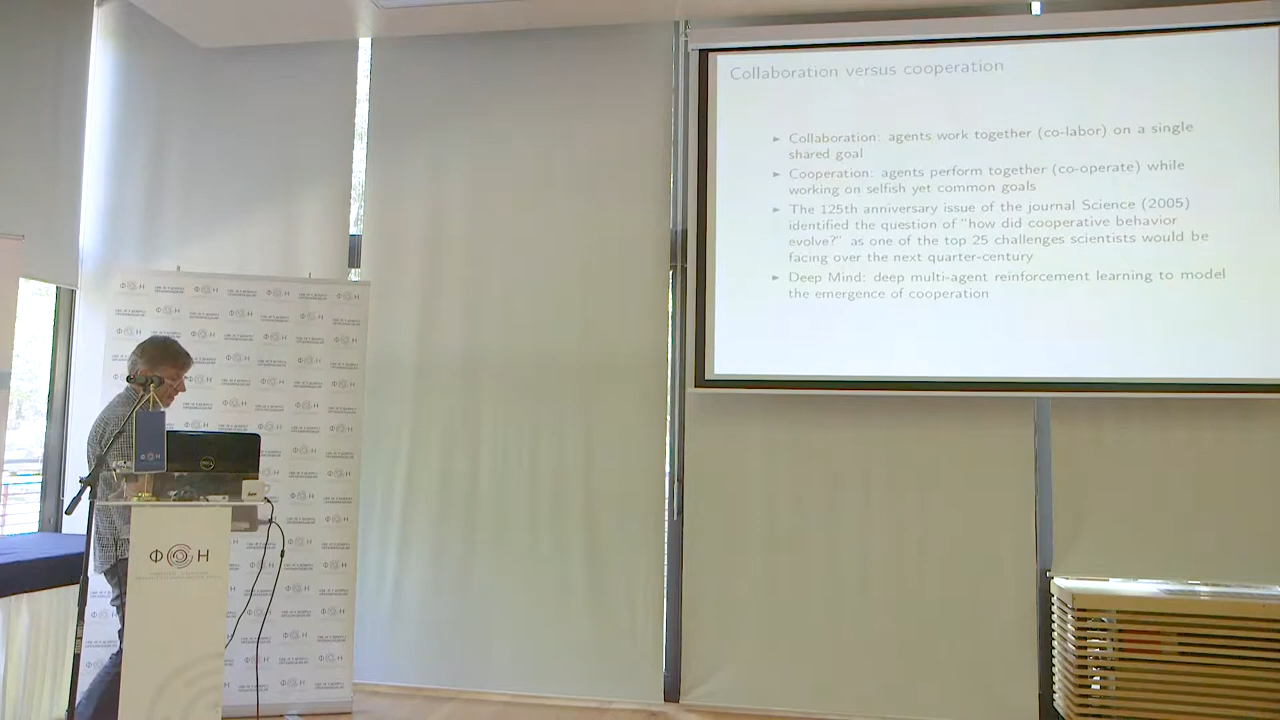 Collaboration versus cooperation
► Collaboration: agents work together (co-labor) on a single
shared goal
► Cooperation: agents perform together (co-operate) while
working on selfish yet common goals
► The 125th anniversary issue of the journal Science (2005)
identified the question of "how did cooperative behavior
evolve?" as one of the top 25 challenges scientists would be
facing over the next quarter-century
► Deep Mind: deep multi-agent reinforcement learning to model
the emergence of cooperation
DELL
ФОН